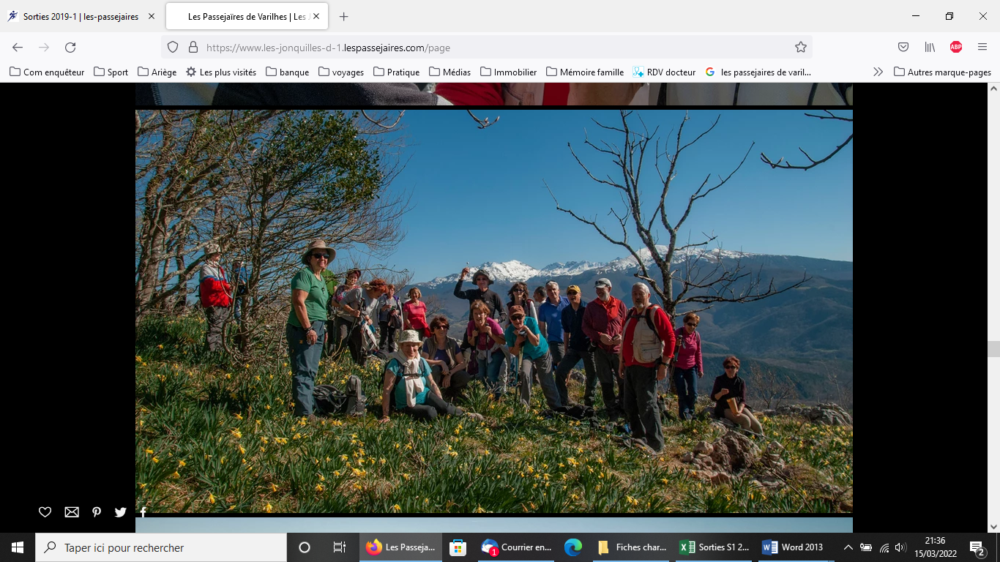 Sorties 2019-1 | les-passejaires
Les Passejaïres de Varilhes | Les J
https://www.les-jonquilles-d-1.lespassejaires.com/page
ABP
Com enquêteur Sport Ariège Les plus visités banque voyages Pratique Médias Immobilier Mémoire famille RDV docteur G les passejaires de varil... Autres marque-pages
Taper ici pour rechercher
Les Passeja...
1 Courrier en...
Fiches char...
Sorties S1 2...
Word 2013
21:36
15/03/2022
2